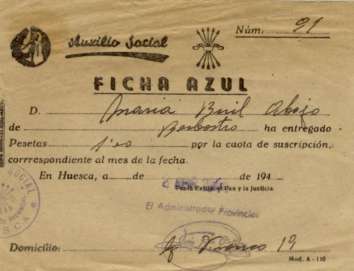 Auxilio Social
Núm. 91
FICHA AZUL
D. María Buil Abejo
de Barbastro ha entregado
Pesetas 1'00 por la cuota de suscripción,
correspondiente al mes de la fecha.
En Huesca, a de de 194
Por la Patria, el Pan y la Justicia
El Administrador Provincial
Domicilio: 19
Mod. A-110